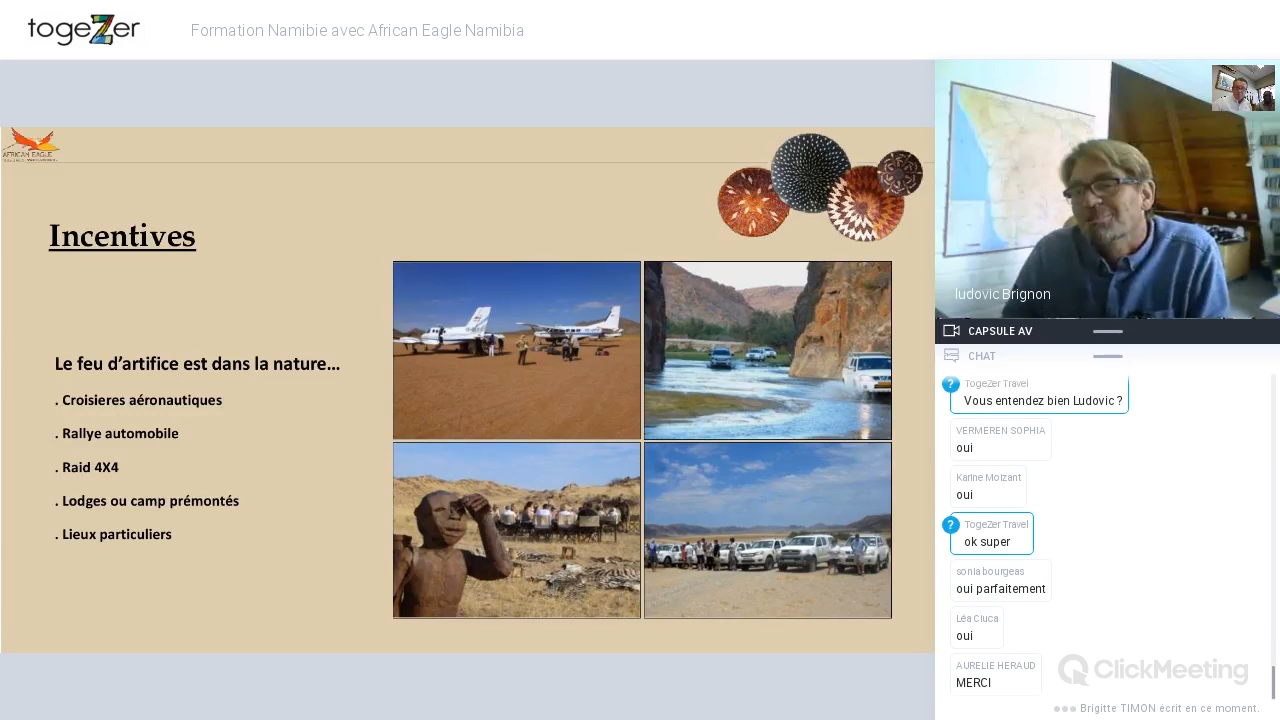 togeZer
Formation Namibie avec African Eagle Namibia
AFRICAN EAGLE
Incentives
Le feu d’artifice est dans la nature…
. Croisieres aéronautiques
. Rallye automobile
. Raid 4X4
. Lodges ou camp prémontés
. Lieux particuliers
ludovic Brignon
CAPSULE AV
CHAT
? TogeZer Travel
Vous entendez bien Ludovic ?
VERMEREN SOPHIA
oui
Karine Moizant
oui
? TogeZer Travel
ok super
sonia bourgeas
oui parfaitement
Léa Ciuca
oui
AURELIE HERAUD
MERCI
ClickMeeting
Brigitte TIMON écrit en ce moment.